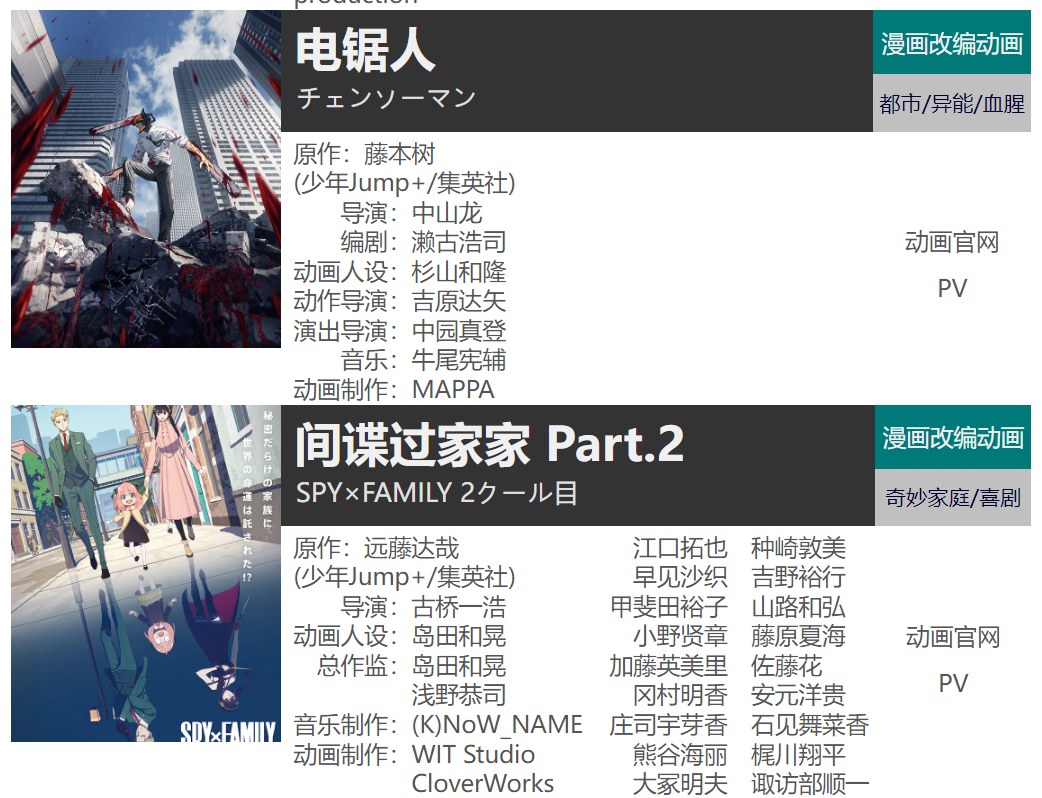 production
电锯人
チェンソーマン
漫画改编动画
都市/异能/血腥
原作：藤本树
(少年Jump+/集英社)
导演：中山龙
编剧：濑古浩司
动画人设：杉山和隆
动作导演：吉原达矢
演出导演：中园真登
音乐：牛尾宪辅
动画制作：MAPPA
动画官网
PV
秘密だらけの家族に
世界の命運は託された!?
SPY×FAMILY
间谍过家家 Part.2
SPY×FAMILY 2クール目
漫画改编动画
奇妙家庭/喜剧
原作：远藤达哉
(少年Jump+/集英社)
导演：古桥一浩
动画人设：岛田和晃
总作监：岛田和晃
浅野恭司
音乐制作：(K)NoW_NAME
动画制作：WIT Studio
CloverWorks
江口拓也 种崎敦美
早见沙织 吉野裕行
甲斐田裕子 山路和弘
小野贤章 藤原夏海
加藤英美里 佐藤花
冈村明香 安元洋贵
庄司宇芽香 石见舞菜香
熊谷海丽 梶川翔平
大冢明夫 诹访部顺一
动画官网
PV